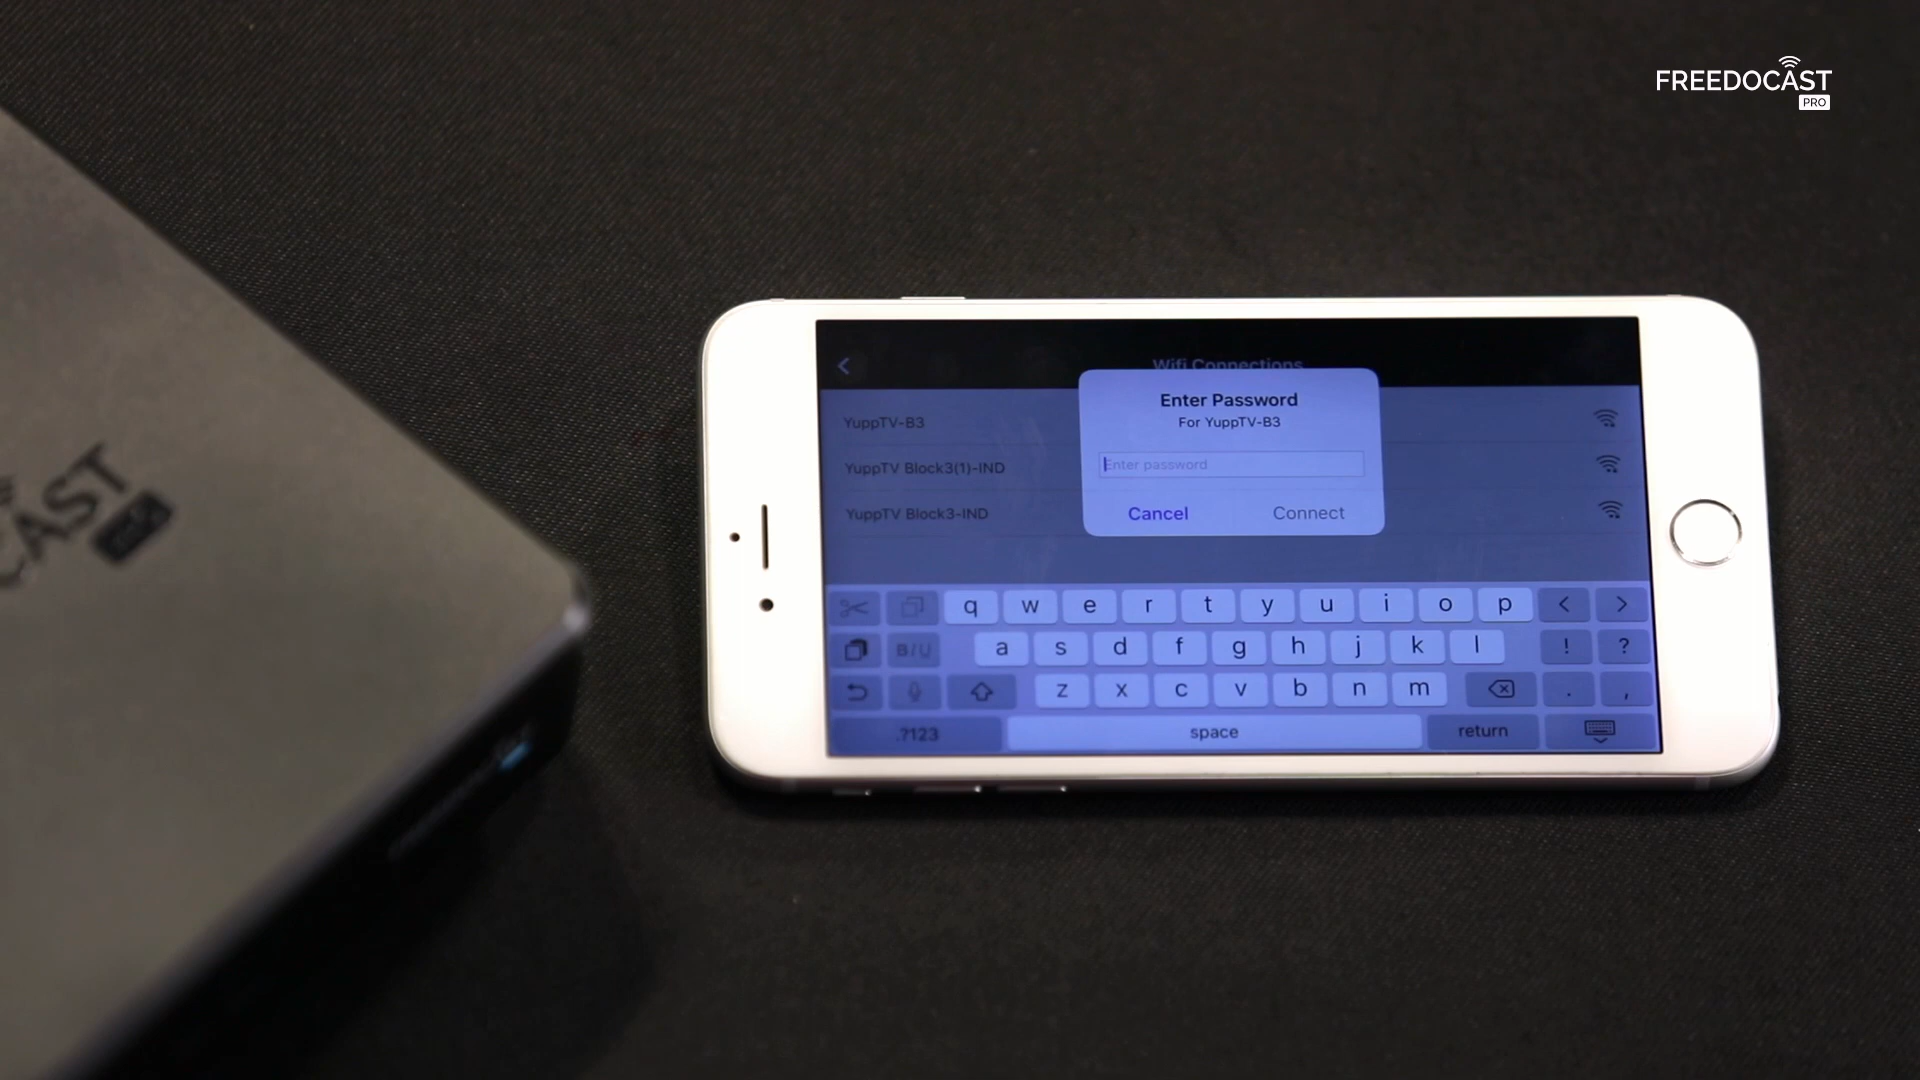 FREEDOCAST
PRO
CAST
PRO
Wifi Connections
Enter Password
For YuppTV-B3
Enter password
Cancel
Connect
YuppTV-B3
YuppTV Block3(1)-IND
YuppTV Block3-IND
q w e r t y u i o p < >
B/U a s d f g h j k l ! ?
z x c v b n m . ,
.?123 space return